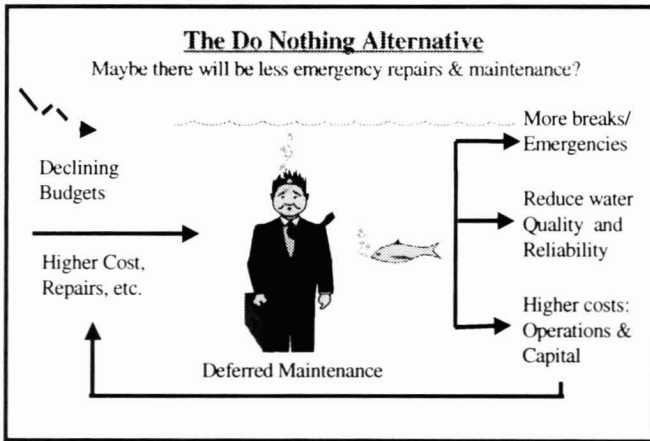 The Do Nothing Alternative
Maybe there will be less emergency repairs & maintenance?
Declining
Budgets
Higher Cost,
Repairs, etc.
Deferred Maintenance
More breaks/
Emergencies
Reduce water
Quality and
Reliability
Higher costs:
Operations &
Capital